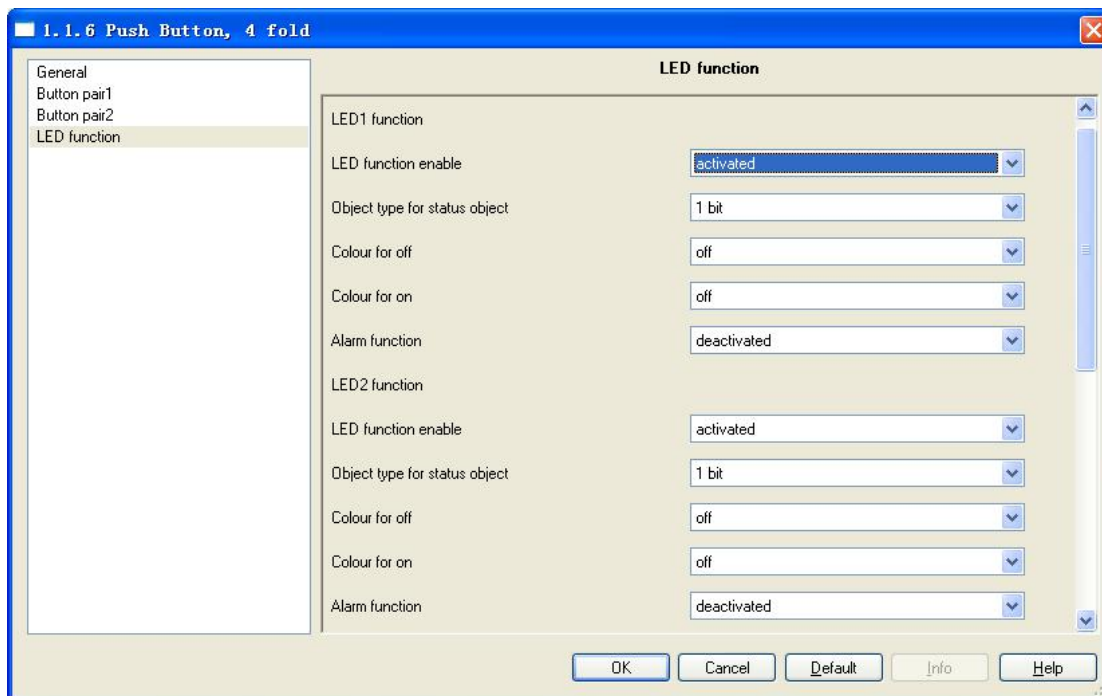 1.1.6 Push Button, 4 fold
General
Button pair1
Button pair2
LED function
LED function
LED1 function
LED function enable activated
Object type for status object 1 bit
Colour for off off
Colour for on off
Alarm function deactivated
LED2 function
LED function enable activated
Object type for status object 1 bit
Colour for off off
Colour for on off
Alarm function deactivated
OK Cancel Default Info Help